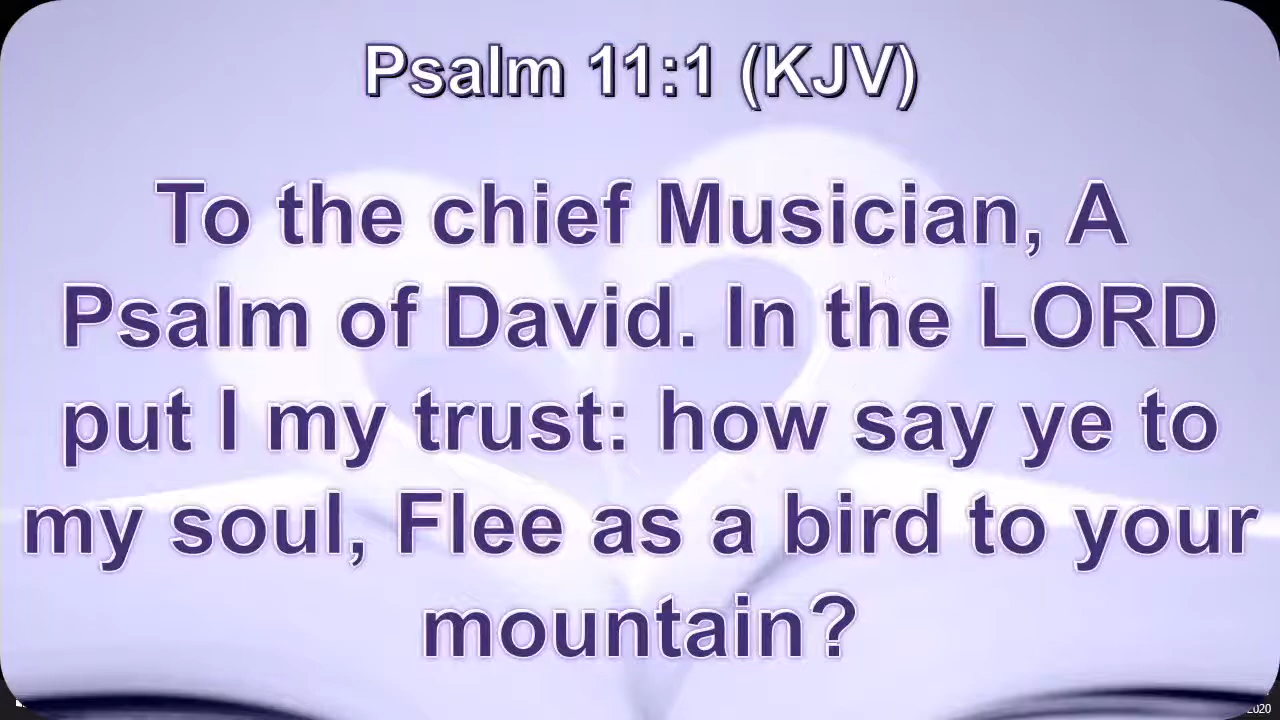 Psalm 11:1 (KJV)
To the chief Musician, A
Psalm of David. In the LORD
put I my trust: how say ye to
my soul, Flee as a bird to your
mountain?
2020